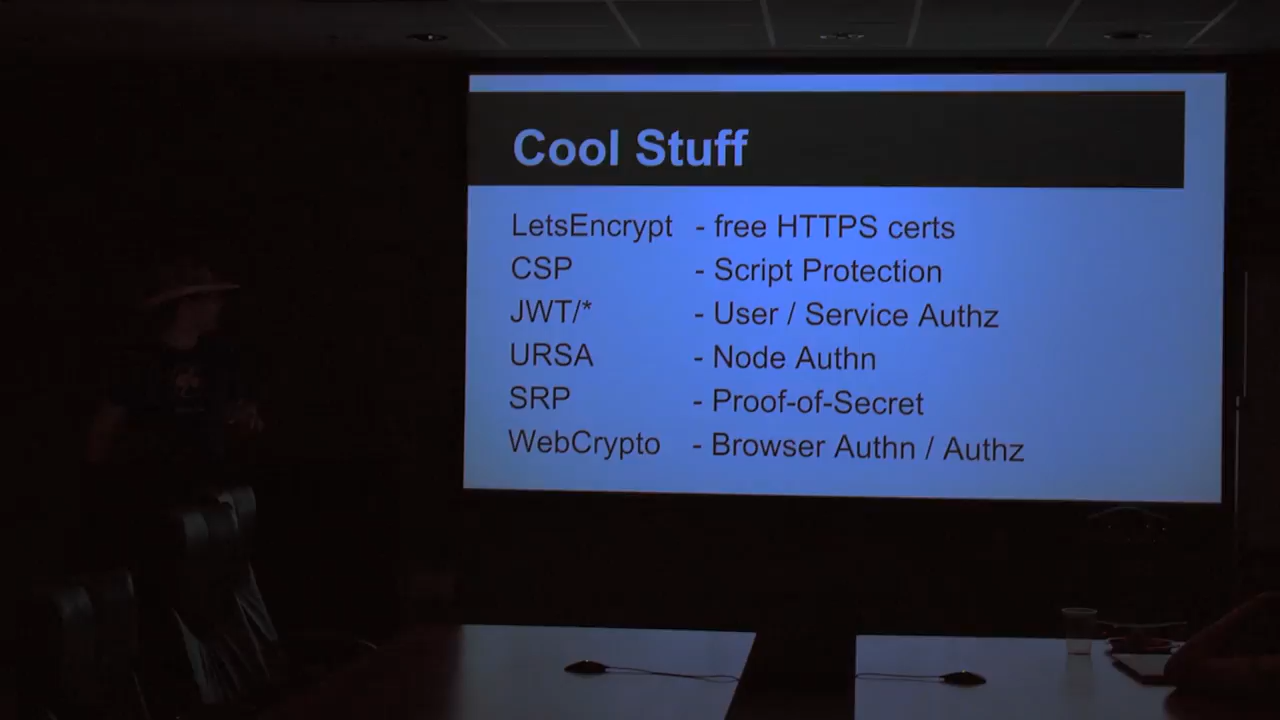 Cool Stuff
LetsEncrypt - free HTTPS certs
CSP - Script Protection
JWT/* - User / Service Authz
URSA - Node Authn
SRP - Proof-of-Secret
WebCrypto - Browser Authn / Authz